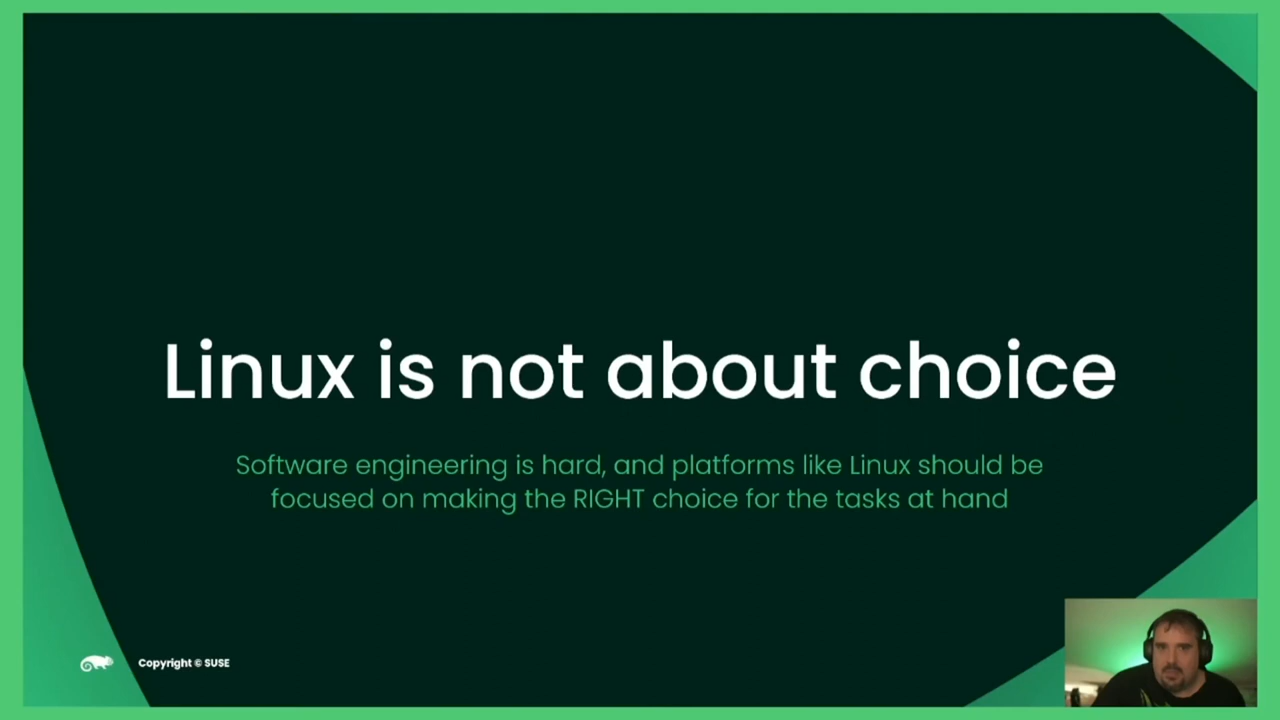 Linux is not about choice
Software engineering is hard, and platforms like Linux should be
focused on making the RIGHT choice for the tasks at hand
Copyright © SUSE